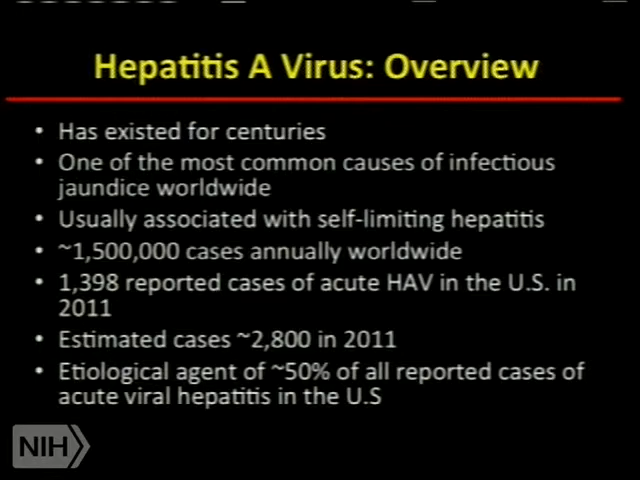 Hepatitis A Virus: Overview
• Has existed for centuries
• One of the most common causes of infectious
jaundice worldwide
• Usually associated with self-limiting hepatitis
• ~1,500,000 cases annually worldwide
• 1,398 reported cases of acute HAV in the U.S. in
2011
• Estimated cases ~2,800 in 2011
• Etiological agent of ~50% of all reported cases of
acute viral hepatitis in the U.S
NIH